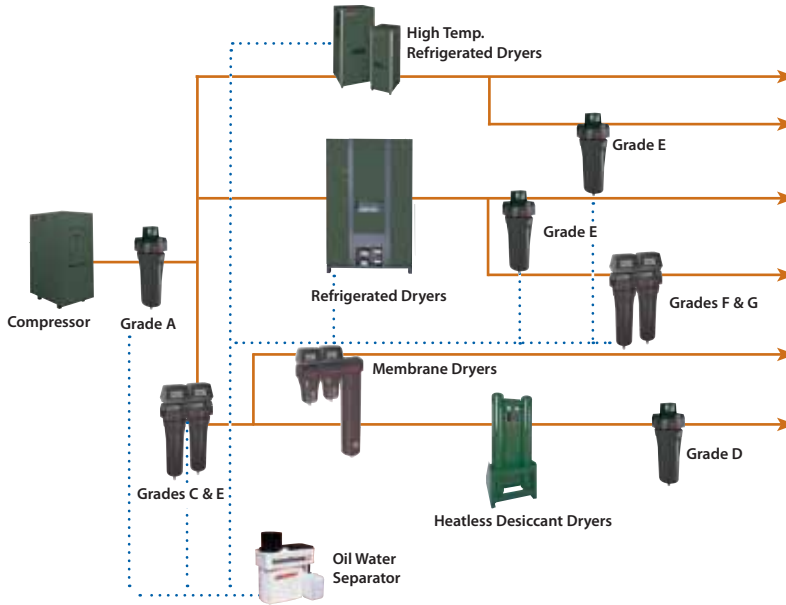 High Temp.
Refrigerated Dryers
Grade E
Grade E
Refrigerated Dryers
Grades F & G
Compressor
Grade A
Membrane Dryers
Grade D
Grades C & E
Heatless Desiccant Dryers
Oil Water
Separator